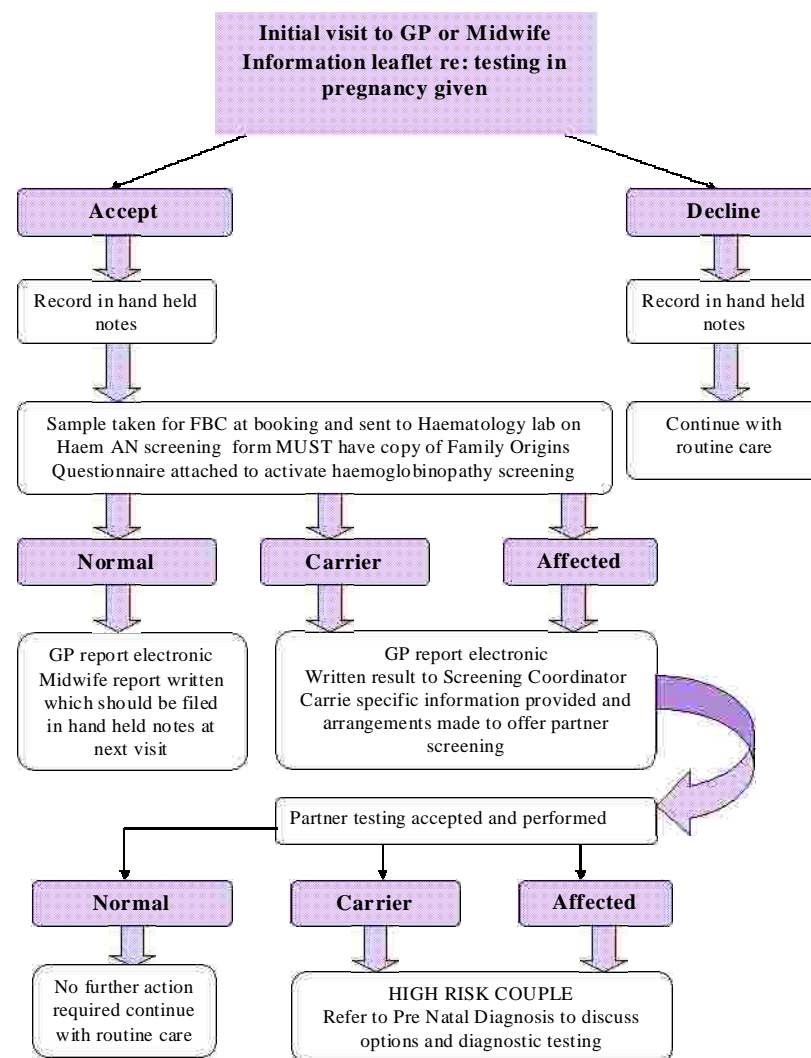 Initial visit to GP or Midwife
Information leaflet re: testing in
pregnancy given
Accept
Decline
Record in hand held
notes
Record in hand held
notes
Sample taken for FBC at booking and sent to Haematology lab on
Haem AN screening form MUST have copy of Family Origins
Questionnaire attached to activate haemoglobinopathy screening
Continue with
routine care
Normal
Carrier
Affected
GP report electronic
Midwife report written
which should be filed
in hand held notes at
next visit
GP report electronic
Written result to Screening Coordinator
Carrie specific information provided and
arrangements made to offer partner
screening
Partner testing accepted and performed
Normal
Carrier
Affected
No further action
required continue
with routine care
HIGH RISK COUPLE
Refer to Pre Natal Diagnosis to discuss
options and diagnostic testing